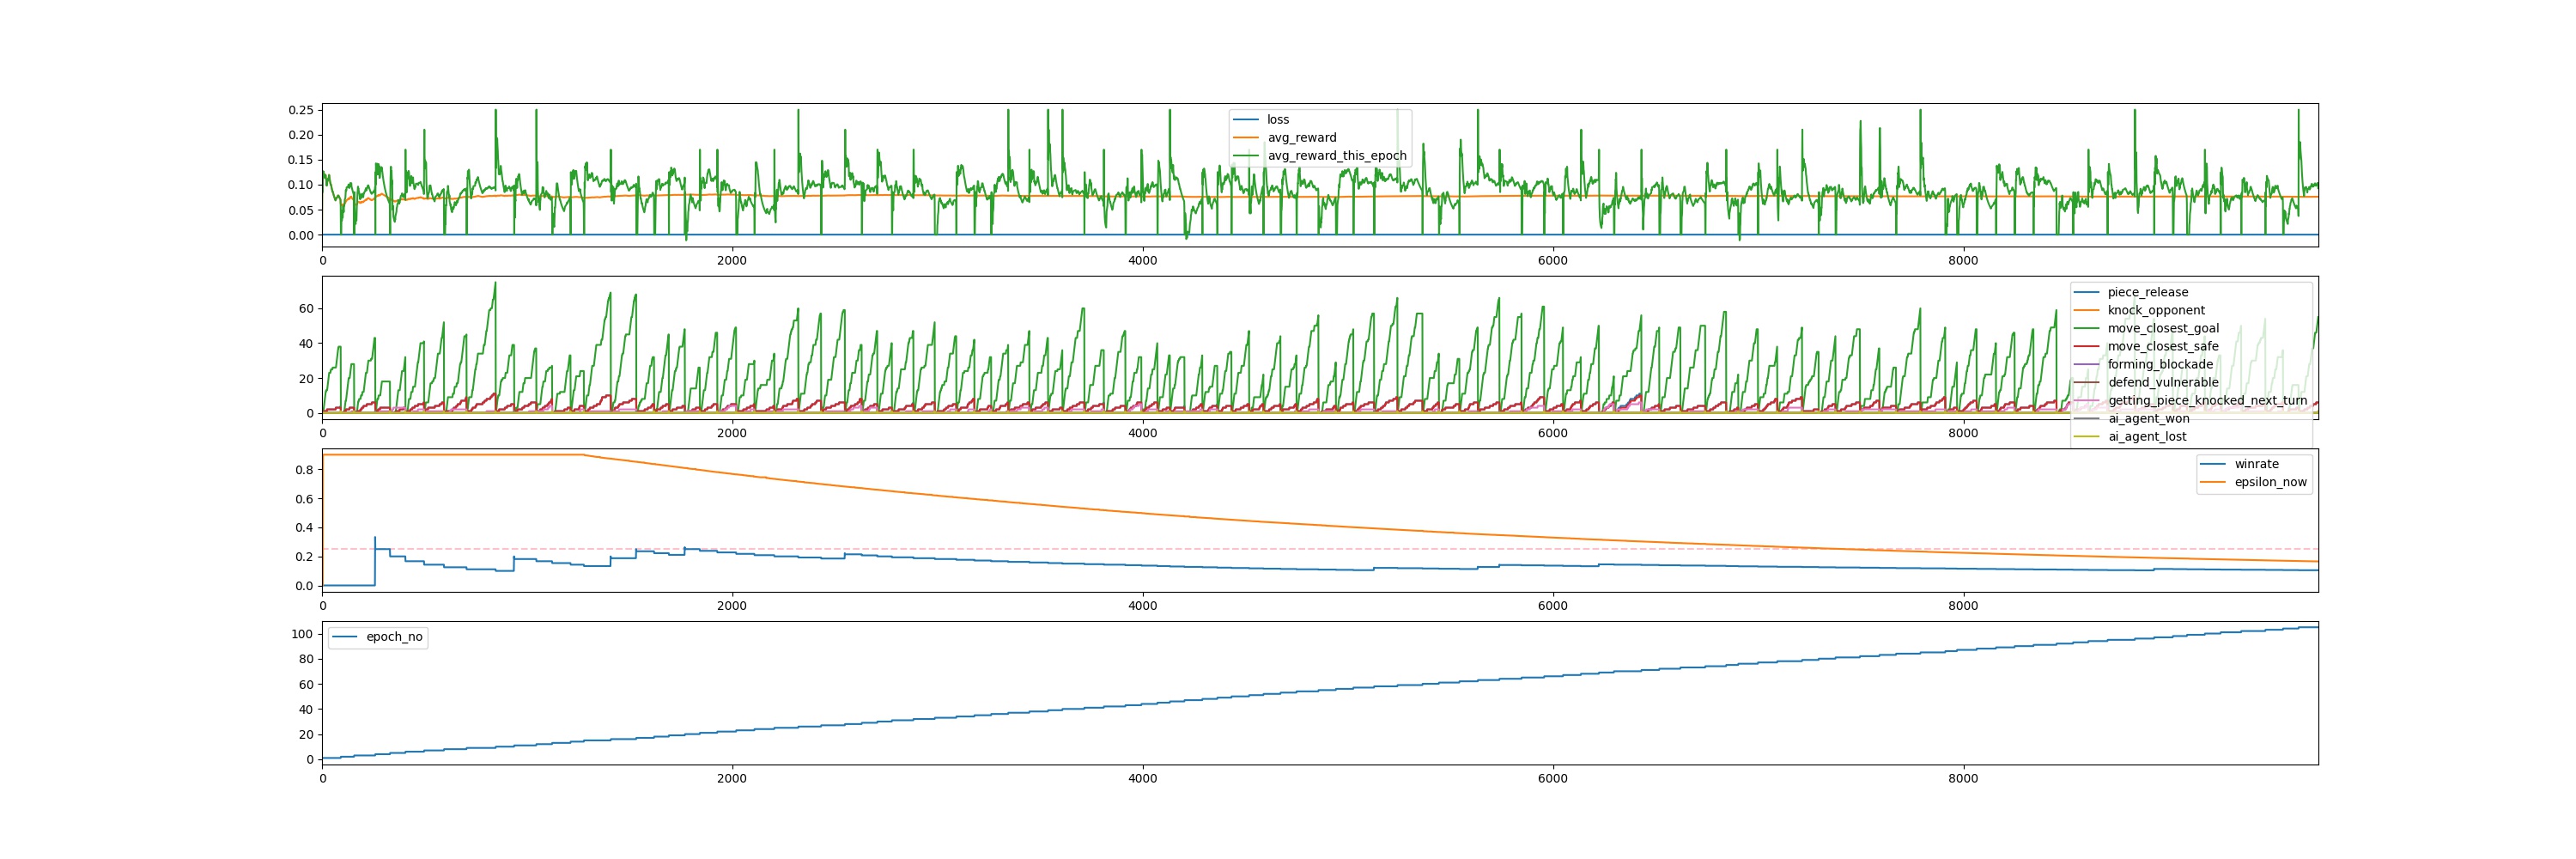 0.25
0.20
0.15
0.10
0.05
0.00
loss
avg_reward
avg_reward_this_epoch
0 2000 4000 6000 8000
60
40
20
0
piece_release
knock_opponent
move_closest_goal
move_closest_safe
forming_blockade
defend_vulnerable
getting_piece_knocked_next_turn
ai_agent_won
ai_agent_lost
0 2000 4000 6000 8000
0.8
0.6
0.4
0.2
0.0
winrate
epsilon_now
0 2000 4000 6000 8000
100
80
60
40
20
0
epoch_no
0 2000 4000 6000 8000